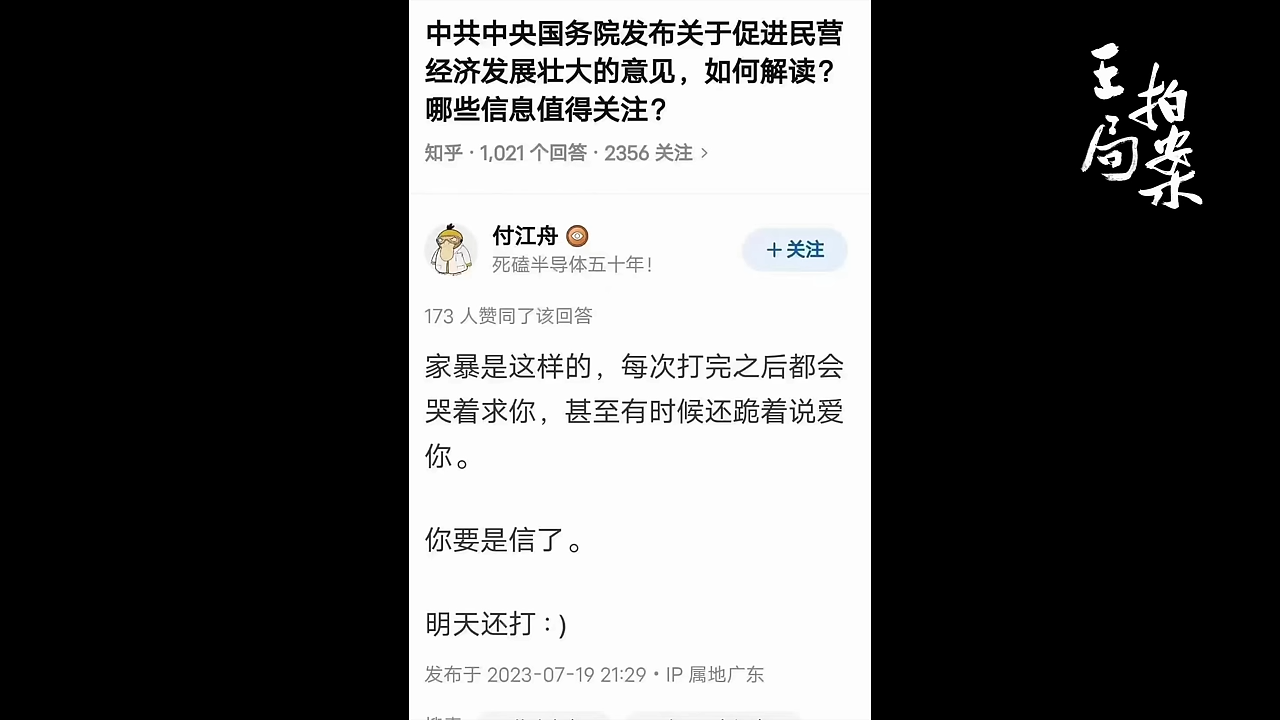 中共中央国务院发布关于促进民营
经济发展壮大的意见，如何解读？
哪些信息值得关注？
知乎 · 1,021 个回答 · 2356 关注 >
付江舟
死磕半导体五十年！
＋关注
173 人赞同了该回答
家暴是这样的，每次打完之后都会
哭着求你，甚至有时候还跪着说爱
你。
你要是信了。
明天还打 : )
发布于 2023-07-19 21:29 · IP 属地广东
王局拍案